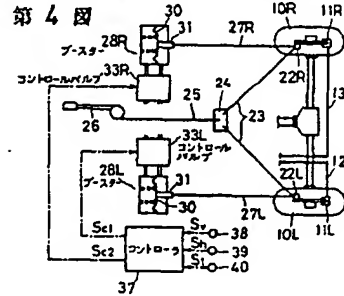 第4図
30
28R
31
ブースター
33R
コントロールバルブ
27R
10R
11R
22R
24
23
25
26
13
33L
コントロールバルブ
28L
ブースター
31
30
27L
22L
12
10L
11L
Sc1
Sc2
コントローラ
Sv
38
Sh
39
St
40
37